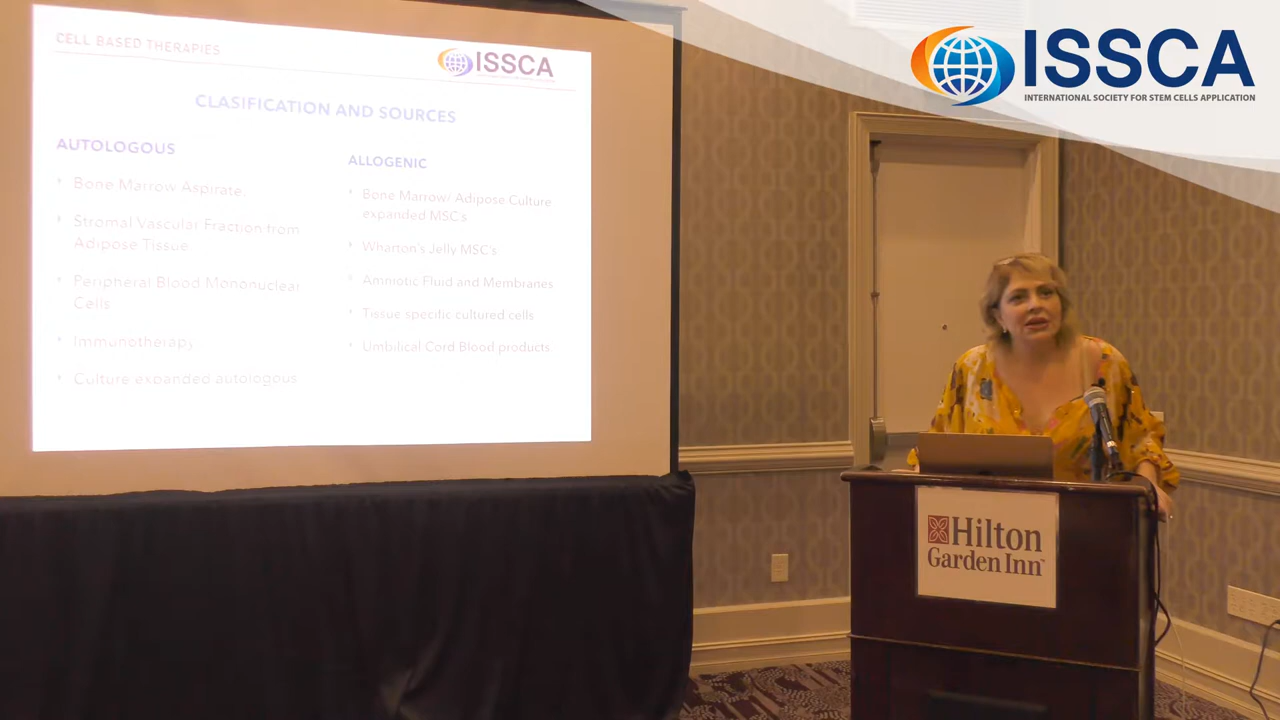 CELL BASED THERAPIES
ISSCA
CLASIFICATION AND SOURCES
AUTOLOGOUS
• Bone Marrow Aspirate.
• Stromal Vascular Fraction from
Adipose Tissue
• Peripheral Blood Mononuclear
Cells
• Immunotherapy
• Culture expanded autologous
ALLOGENIC
• Bone Marrow/ Adipose Culture
expanded MSC's
• Wharton's Jelly MSC's
• Amniotic Fluid and Membranes
• Tissue specific cultured cells
• Umbilical Cord Blood products
ISSCA
INTERNATIONAL SOCIETY FOR STEM CELLS APPLICATION
Hilton
Garden Inn™